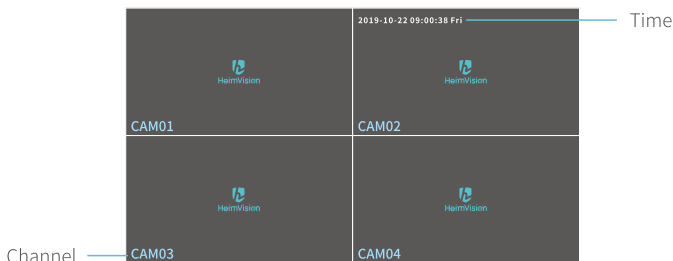 2019-10-22 09:00:38 Fri
Time
HeimVision
HeimVision
CAM01
CAM02
HeimVision
HeimVision
Channel
CAM03
CAM04